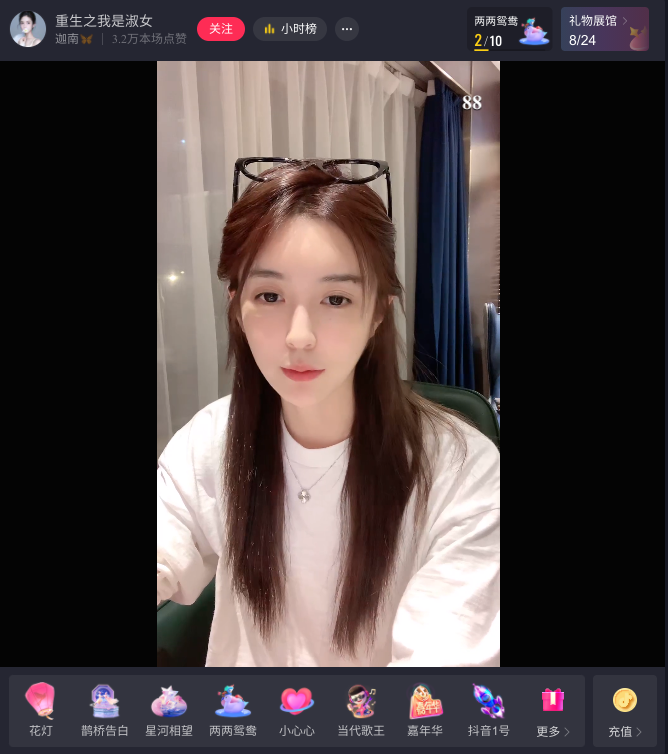 重生之我是淑女
迦南🦋 | 3.2万本场点赞
关注
小时榜
两两鸳鸯
2/10
礼物展馆
8/24
88
花灯
鹊桥告白
星河相望
两两鸳鸯
小心心
当代歌王
嘉年华
嘉年华
抖音1号
更多
充值